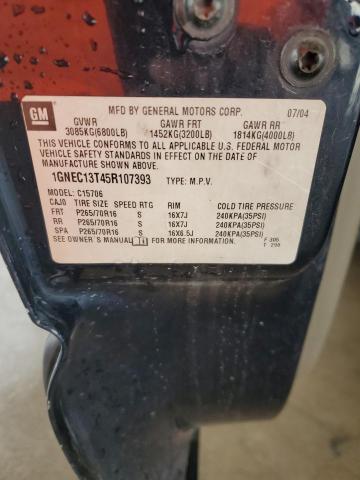 GM
MFD BY GENERAL MOTORS CORP. 07/04
GVWR GAWR FRT GAWR RR
3085KG(6800LB) 1452KG(3200LB) 1814KG(4000LB)
THIS VEHICLE CONFORMS TO ALL APPLICABLE U.S. FEDERAL MOTOR
VEHICLE SAFETY STANDARDS IN EFFECT ON THE DATE OF
MANUFACTURE SHOWN ABOVE.
1GNEC13T45R107393 TYPE: M.P.V.
MODEL: C15706
CAJ0 TIRE SIZE SPEED RTG RIM COLD TIRE PRESSURE
FRT P265/70R16 S 16X7J 240KPA(35PSI)
RR P265/70R16 S 16X7J 240KPA(35PSI)
SPA P265/70R16 S 16X6.5J 240KPA(35PSI)
SEE OWNER'S MANUAL F 306
T 296